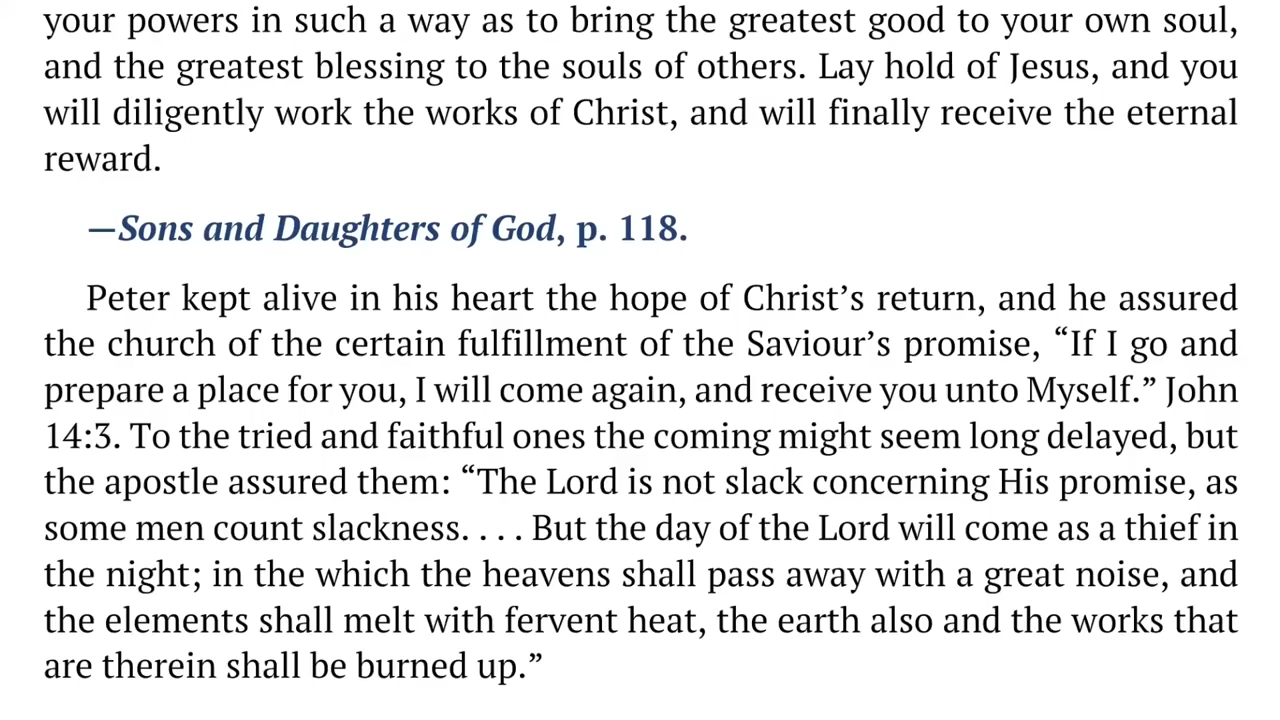 your powers in such a way as to bring the greatest good to your own soul,
and the greatest blessing to the souls of others. Lay hold of Jesus, and you
will diligently work the works of Christ, and will finally receive the eternal
reward.
—Sons and Daughters of God, p. 118.
Peter kept alive in his heart the hope of Christ’s return, and he assured
the church of the certain fulfillment of the Saviour’s promise, “If I go and
prepare a place for you, I will come again, and receive you unto Myself.” John
14:3. To the tried and faithful ones the coming might seem long delayed, but
the apostle assured them: “The Lord is not slack concerning His promise, as
some men count slackness. . . . But the day of the Lord will come as a thief in
the night; in the which the heavens shall pass away with a great noise, and
the elements shall melt with fervent heat, the earth also and the works that
are therein shall be burned up.”